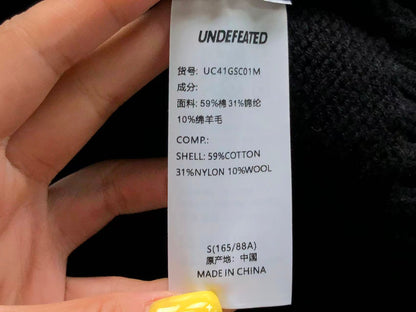 UNDEFEATED
货号: UC41GSC01M
成分:
面料: 59%棉 31%锦纶
10%绵羊毛
COMP.:
SHELL: 59%COTTON
31%NYLON 10%WOOL
S(165/88A)
原产地: 中国
MADE IN CHINA